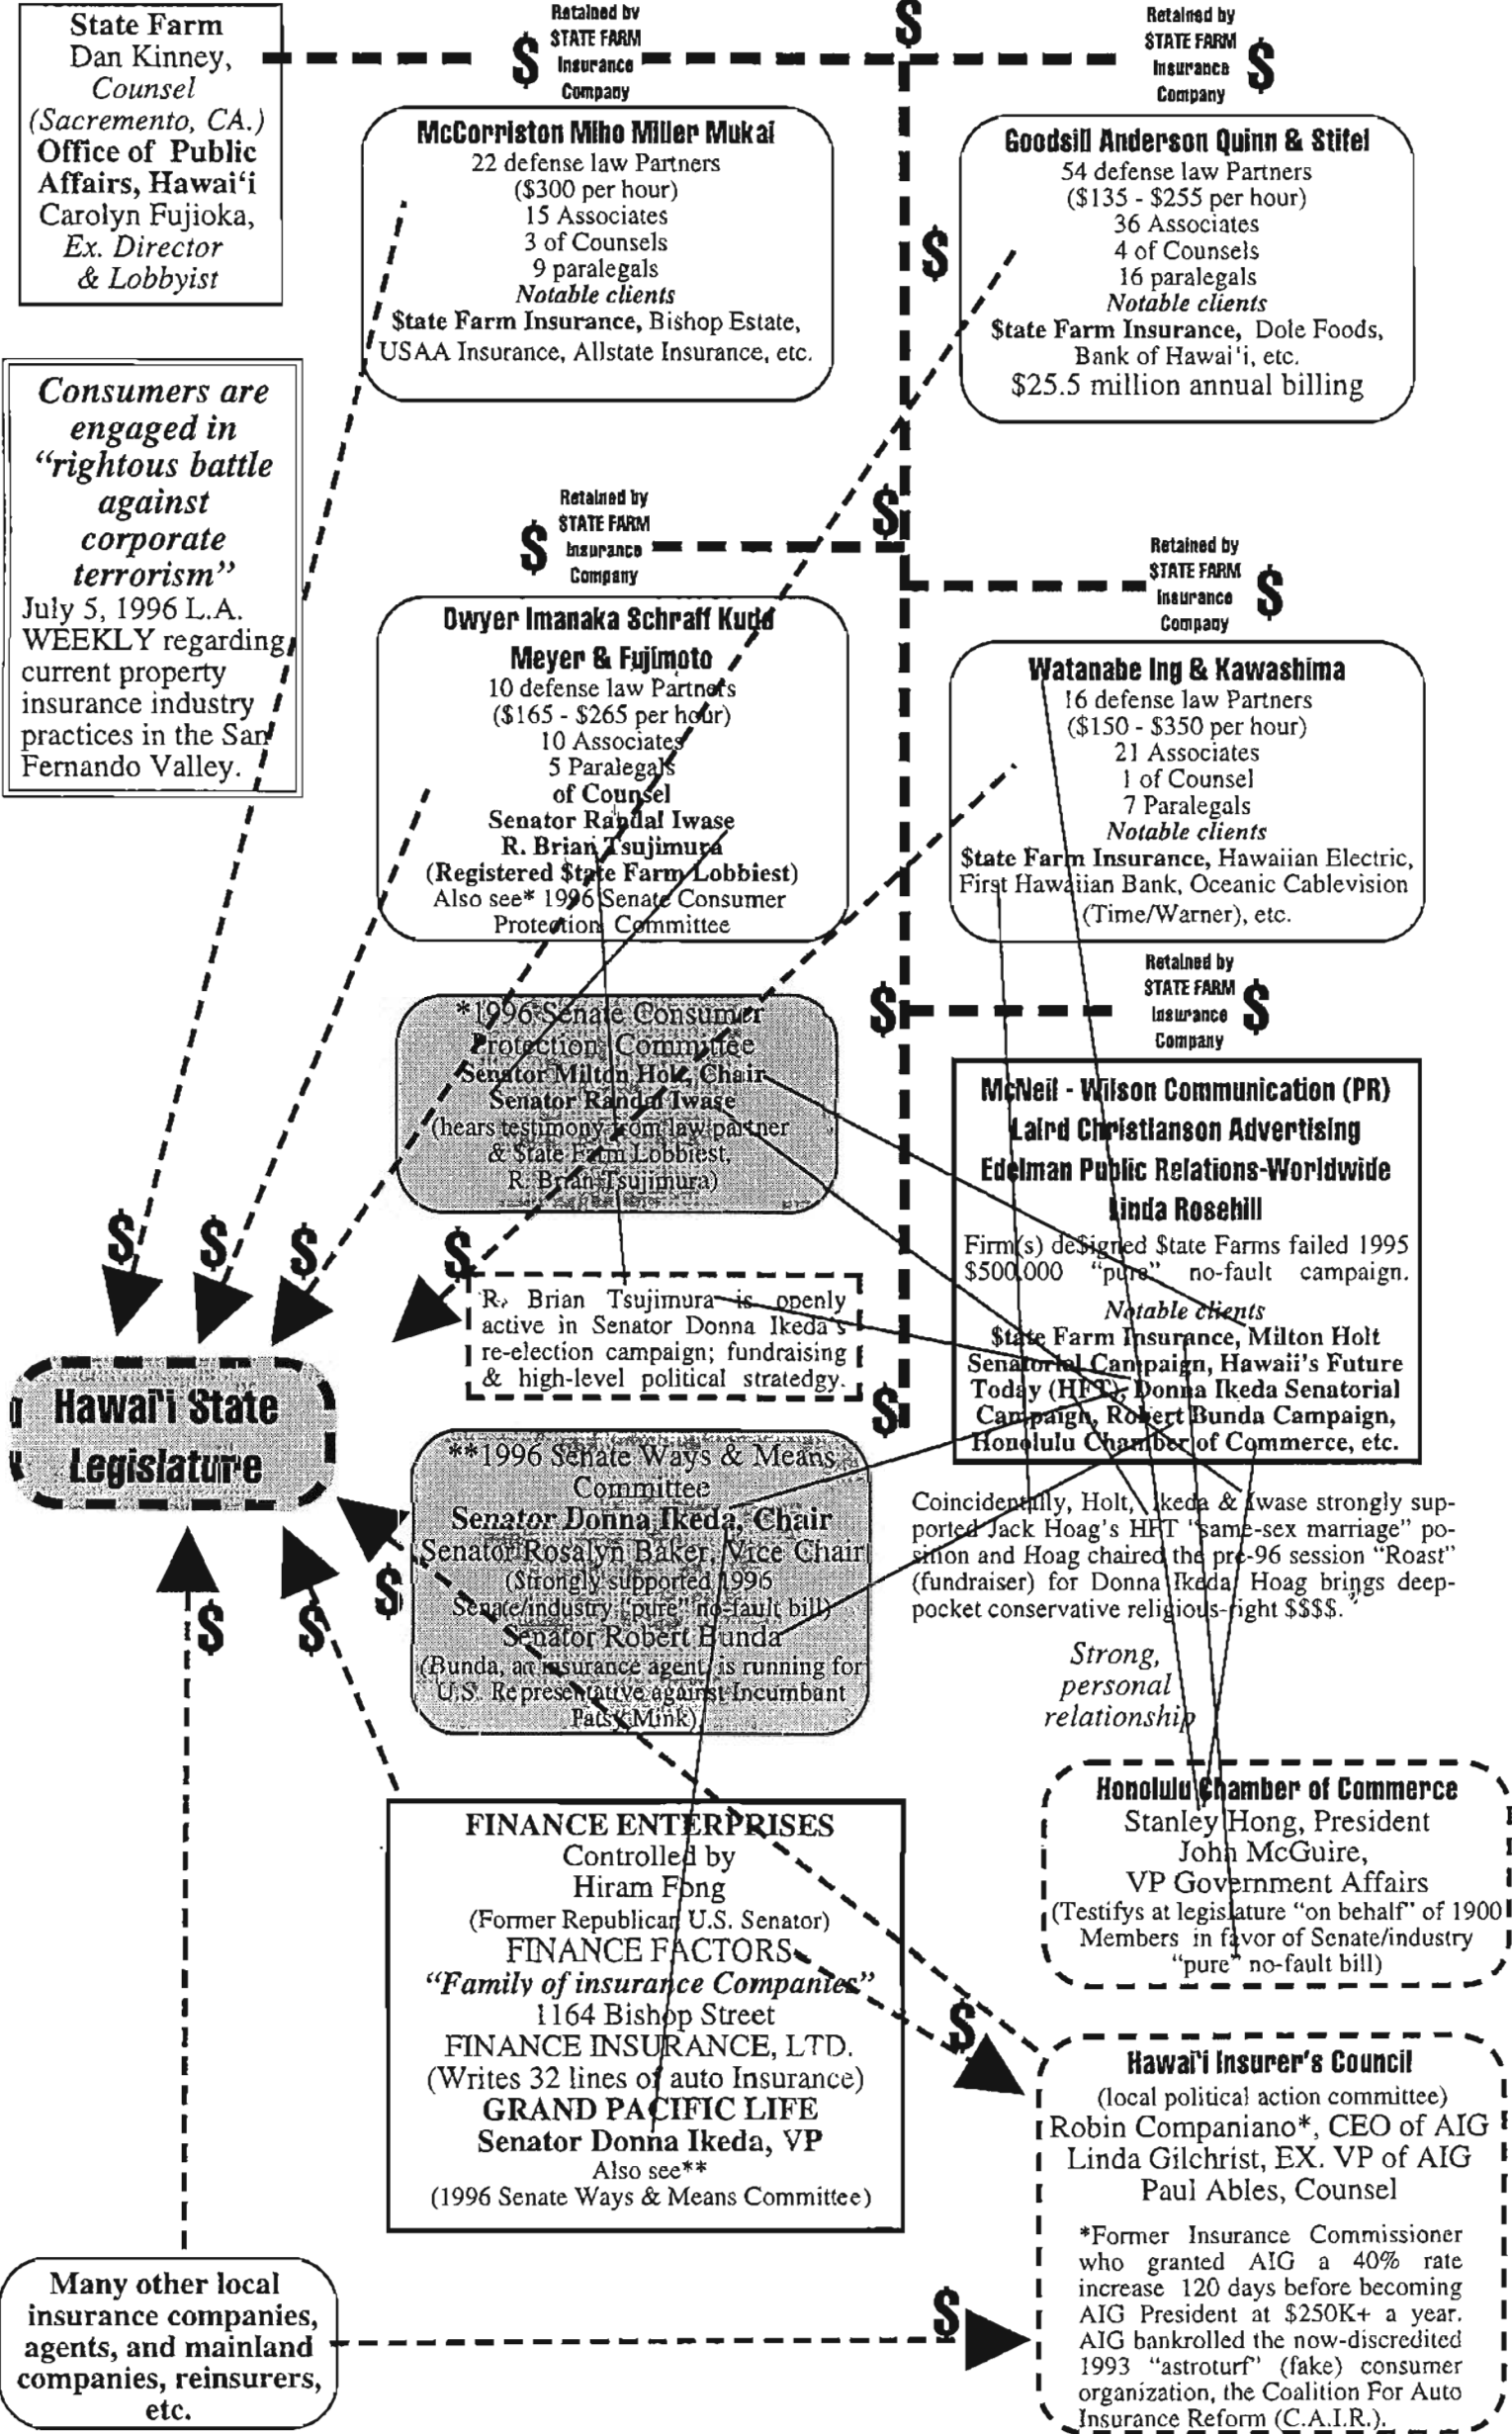 State Farm
Dan Kinney,
Counsel
(Sacremento, CA.)
Office of Public
Affairs, Hawai‘i
Carolyn Fujioka,
Ex. Director
& Lobbyist
Retained by
$TATE FARM
Insurance
Company
$
$
Retained by
$TATE FARM
Insurance
Company
$
McCorriston Miho Miller Mukai
22 defense law Partners
($300 per hour)
15 Associates
3 of Counsels
9 paralegals
Notable clients
$tate Farm Insurance, Bishop Estate,
USAA Insurance, Allstate Insurance, etc.
Goodsill Anderson Quinn & Stifel
54 defense law Partners
($135 - $255 per hour)
36 Associates
4 of Counsels
16 paralegals
Notable clients
$tate Farm Insurance, Dole Foods,
Bank of Hawai‘i, etc.
$25.5 million annual billing
$
Consumers are
engaged in
“rightous battle
against
corporate
terrorism”
July 5, 1996 L.A.
WEEKLY regarding
current property
insurance industry
practices in the San
Fernando Valley.
Retained by
$TATE FARM
Insurance
Company
$
$
Retained by
$TATE FARM
Insurance
Company
$
Dwyer Imanaka Schraff Kudo
Meyer & Fujimoto
10 defense law Partners
($165 - $265 per hour)
10 Associates
5 Paralegals
of Counsel
Senator Randal Iwase
R. Brian Tsujimura
(Registered $tate Farm Lobbiest)
Also see* 1996 Senate Consumer
Protection Committee
Watanabe Ing & Kawashima
16 defense law Partners
($150 - $350 per hour)
21 Associates
1 of Counsel
7 Paralegals
Notable clients
$tate Farm Insurance, Hawaiian Electric,
First Hawaiian Bank, Oceanic Cablevision
(Time/Warner), etc.
$
Retained by
$TATE FARM
Insurance
Company
$
*1996 Senate Consumer
Protection Committee
Senator Milton Holt, Chair
Senator Randal Iwase
(hears testimony from law partner
& $tate Farm Lobbiest,
R. Brian Tsujimura)
McNeil - Wilson Communication (PR)
Laird Christianson Advertising
Edelman Public Relations-Worldwide
Linda Rosehill
Firm(s) de$igned $tate Farms failed 1995
$500,000 “pure” no-fault campaign.
Notable clients
$tate Farm Insurance, Milton Holt
Senatorial Campaign, Hawaii's Future
Today (HFT), Donna Ikeda Senatorial
Campaign, Robert Bunda Campaign,
Honolulu Chamber of Commerce, etc.
$
$
$
$
R. Brian Tsujimura is openly
active in Senator Donna Ikeda's
re-election campaign; fundraising
& high-level political stratedgy.
$
Hawai'i State
Legislature
**1996 Senate Ways & Means
Committee
Senator Donna Ikeda, Chair
Senator Rosalyn Baker, Vice Chair
(Strongly supported 1996
Senate/industry “pure” no-fault bill)
Senator Robert Bunda
(Bunda, an insurance agent, is running for
U.S. Representative against Incumbant
Patsy Mink)
Coincidentally, Holt, Ikeda & Iwase strongly sup-
ported Jack Hoag's HFT “same-sex marriage” po-
sition and Hoag chaired the pre-96 session “Roast”
(fundraiser) for Donna Ikeda. Hoag brings deep-
pocket conservative religious-right $$$$.
Strong,
personal
relationship
$
$
$
FINANCE ENTERPRISES
Controlled by
Hiram Fong
(Former Republican U.S. Senator)
FINANCE FACTORS
“Family of insurance Companies”
1164 Bishop Street
FINANCE INSURANCE, LTD.
(Writes 32 lines of auto Insurance)
GRAND PACIFIC LIFE
Senator Donna Ikeda, VP
Also see**
(1996 Senate Ways & Means Committee)
Honolulu Chamber of Commerce
Stanley Hong, President
John McGuire,
VP Government Affairs
(Testifys at legislature “on behalf” of 1900
Members in favor of Senate/industry
“pure” no-fault bill)
$
Hawai'i Insurer's Council
(local political action committee)
Robin Companiano*, CEO of AIG
Linda Gilchrist, EX. VP of AIG
Paul Ables, Counsel
*Former Insurance Commissioner
who granted AIG a 40% rate
increase 120 days before becoming
AIG President at $250K+ a year.
AIG bankrolled the now-discredited
1993 “astroturf” (fake) consumer
organization, the Coalition For Auto
Insurance Reform (C.A.I.R.).
Many other local
insurance companies,
agents, and mainland
companies, reinsurers,
etc.
$